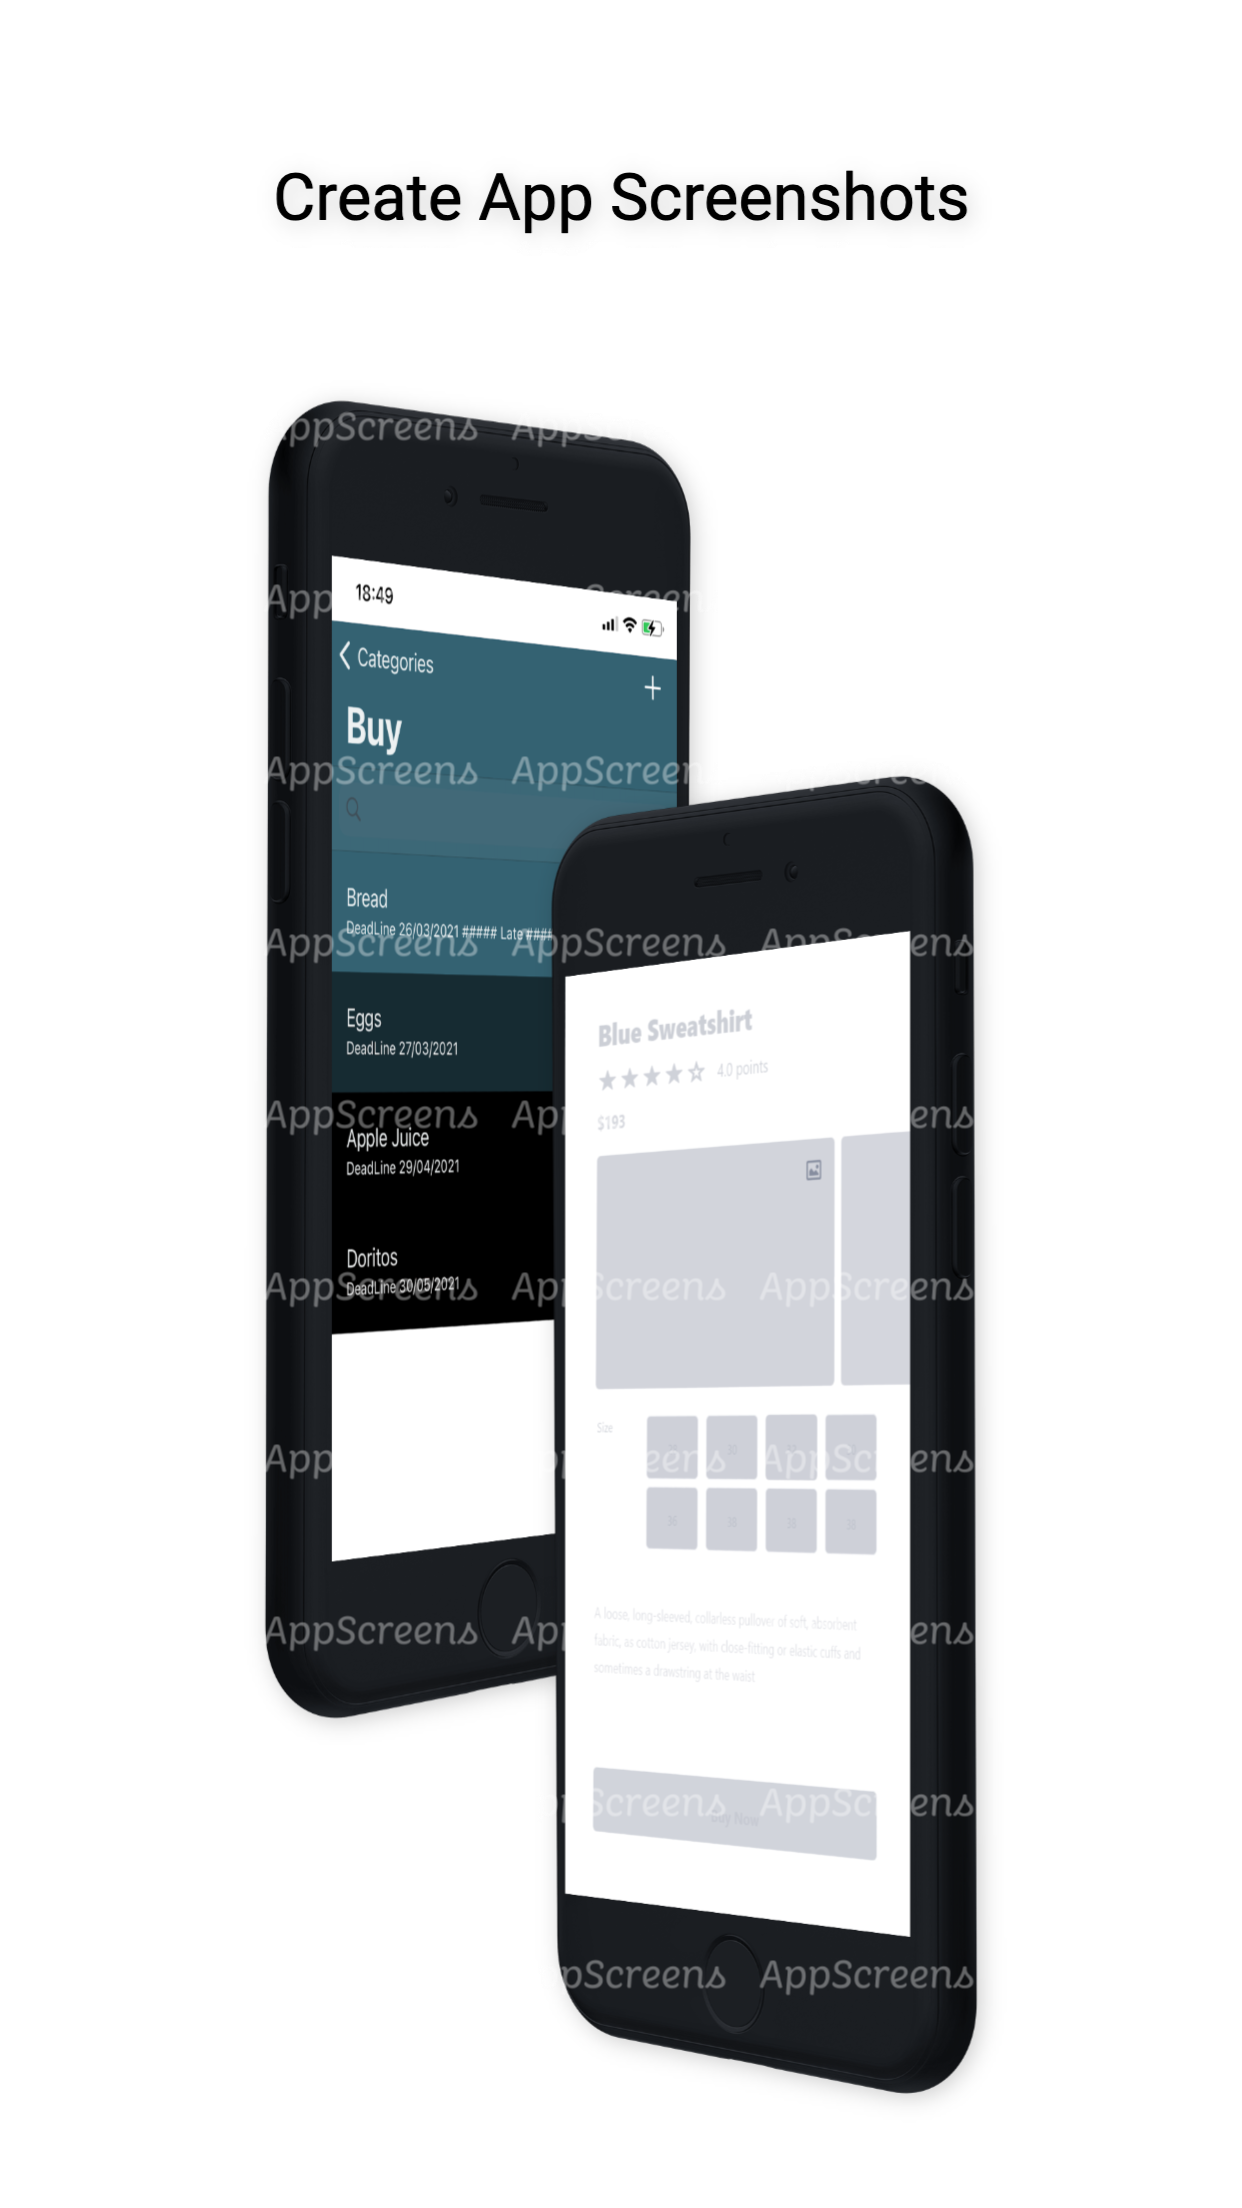 Create App Screenshots
18:49
Categories
Buy
Bread
DeadLine 26/03/2021 ##### Late ####
Eggs
DeadLine 27/03/2021
Apple Juice
DeadLine 29/04/2021
Doritos
DeadLine 30/05/2021
Blue Sweatshirt
4.0 points
$193
Size
36
38
A loose, long-sleeved, collarless pullover of soft, absorbent
fabric, as cotton jersey, with close-fitting or elastic cuffs and
sometimes a drawstring at the waist
Buy Now
AppScreens